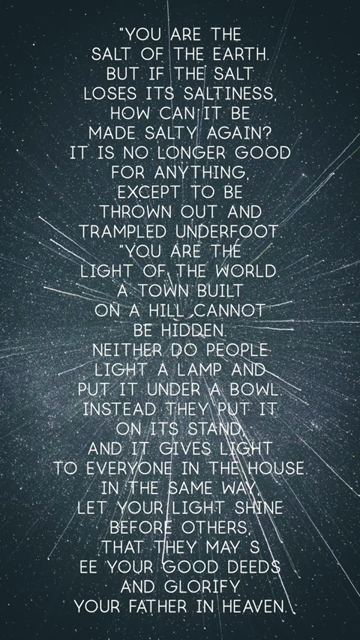 "YOU ARE THE
SALT OF THE EARTH.
BUT IF THE SALT
LOSES ITS SALTINESS,
HOW CAN IT BE
MADE SALTY AGAIN?
IT IS NO LONGER GOOD
FOR ANYTHING,
EXCEPT TO BE
THROWN OUT AND
TRAMPLED UNDERFOOT.
"YOU ARE THE
LIGHT OF THE WORLD.
A TOWN BUILT
ON A HILL CANNOT
BE HIDDEN.
NEITHER DO PEOPLE
LIGHT A LAMP AND
PUT IT UNDER A BOWL.
INSTEAD THEY PUT IT
ON ITS STAND,
AND IT GIVES LIGHT
TO EVERYONE IN THE HOUSE.
IN THE SAME WAY,
LET YOUR LIGHT SHINE
BEFORE OTHERS,
THAT THEY MAY S
EE YOUR GOOD DEEDS
AND GLORIFY
YOUR FATHER IN HEAVEN.